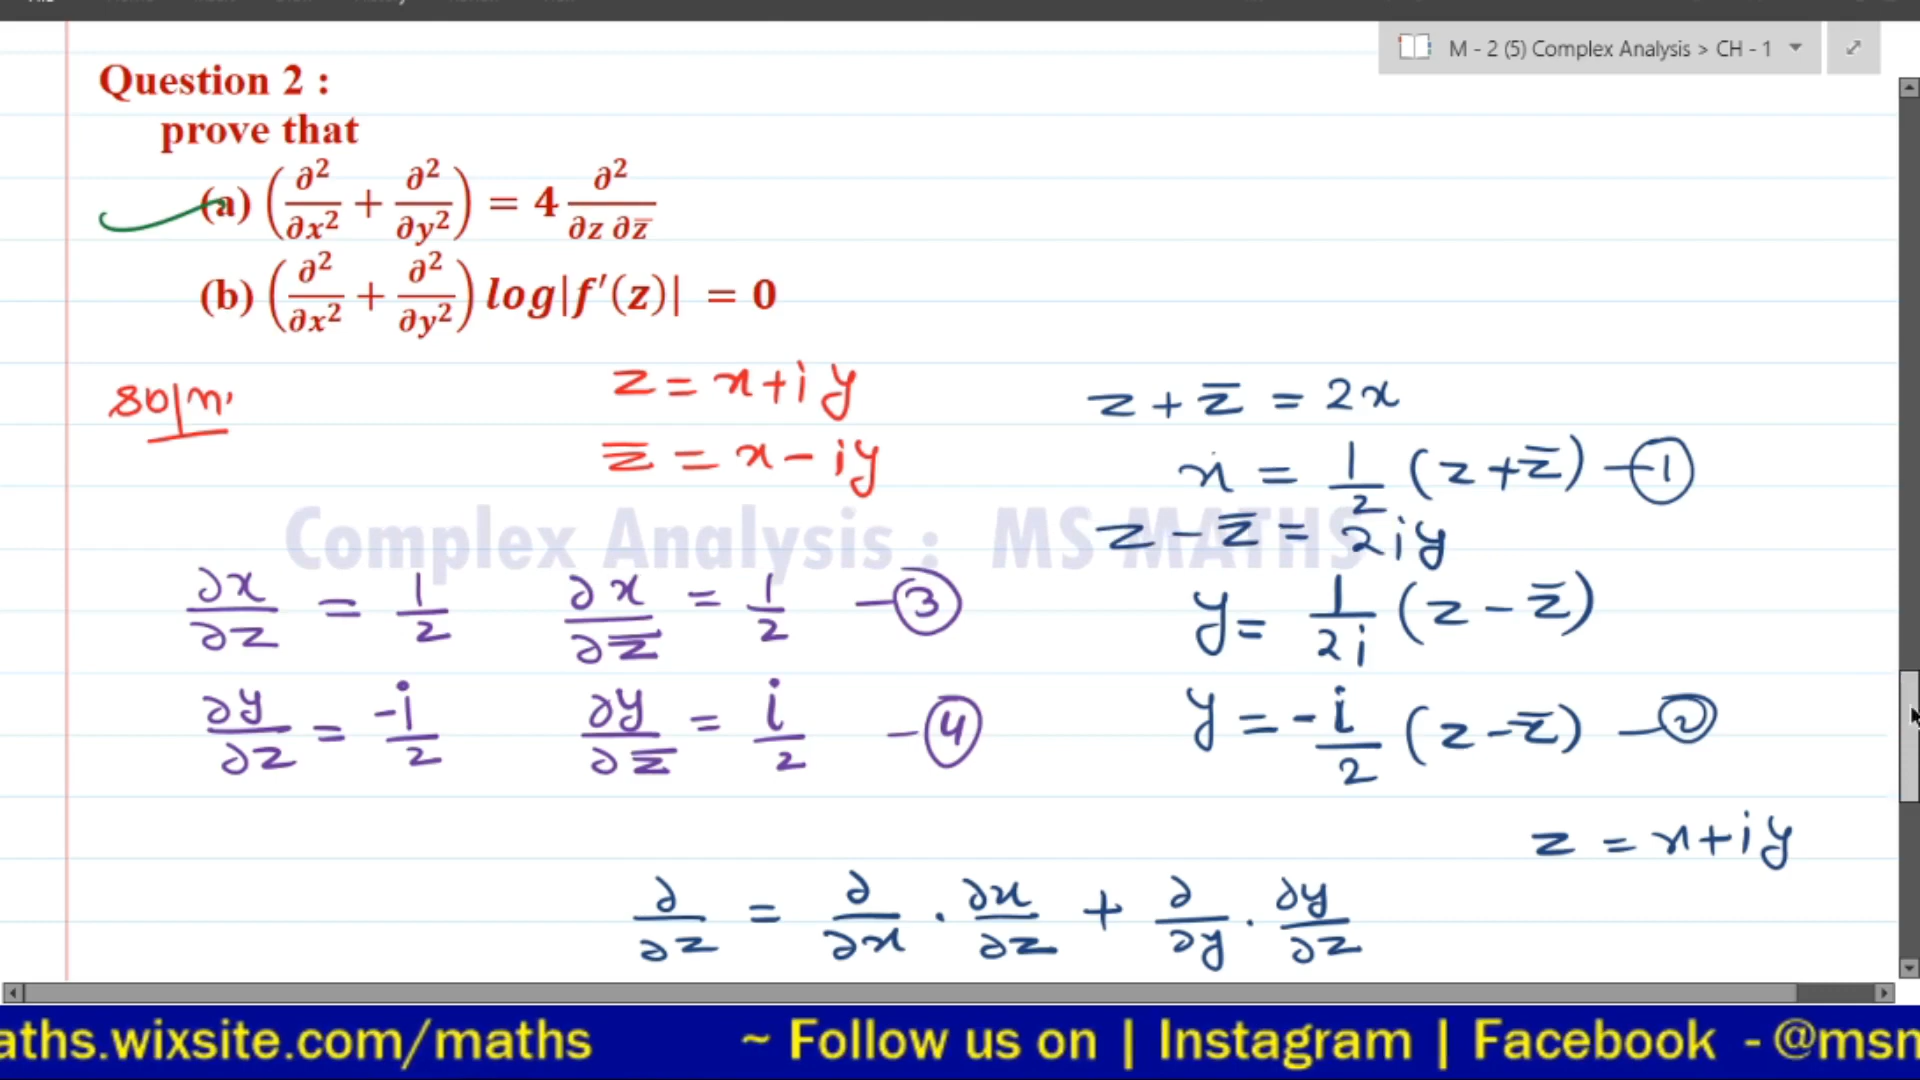 M - 2 (5) Complex Analysis > CH - 1
Question 2 :
prove that
(a) (∂²/∂x² + ∂²/∂y²) = 4 ∂²/∂z ∂z̄
(b) (∂²/∂x² + ∂²/∂y²) log|f′(z)| = 0
Soln.
z = x + iy
z̄ = x - iy
z + z̄ = 2x
x = 1/2 (z + z̄) —①
z - z̄ = 2iy
y = 1/2i (z - z̄)
y = -i/2 (z - z̄) —②
Complex Analysis : MS MATHS
∂x/∂z = 1/2 ∂x/∂z̄ = 1/2 —③
∂y/∂z = -i/2 ∂y/∂z̄ = i/2 —④
z = x + iy
∂/∂z = ∂/∂x · ∂x/∂z + ∂/∂y · ∂y/∂z
aths.wixsite.com/maths ~ Follow us on | Instagram | Facebook - @msm